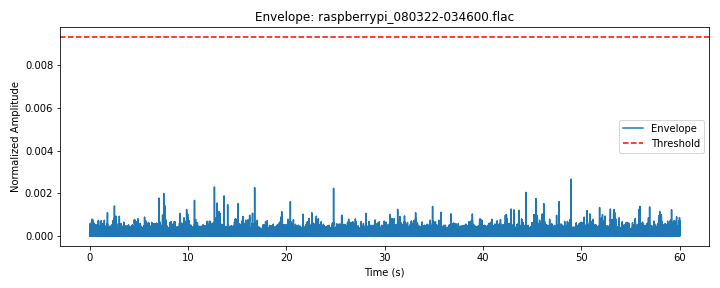 Envelope: raspberrypi_080322-034600.flac
Normalized Amplitude
0.008
0.006
0.004
0.002
0.000
Envelope
Threshold
0 10 20 30 40 50 60
Time (s)